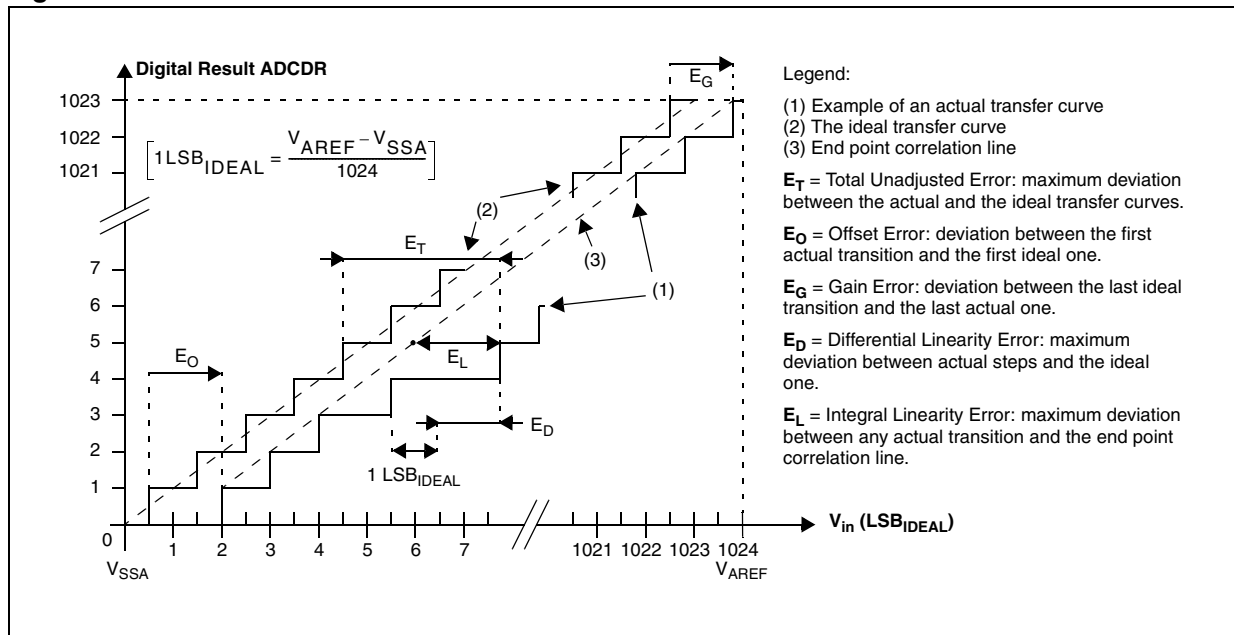 Digital Result ADCDR
E_G
1023
1022
1021
[1LSB_IDEAL = (V_AREF – V_SSA) / 1024]
(2)
E_T
(3)
(1)
7
6
5
4
3
2
1
0
E_O
E_L
E_D
1 LSB_IDEAL
1 2 3 4 5 6 7 1021 1022 1023 1024
V_in (LSB_IDEAL)
V_SSA
V_AREF
Legend:
(1) Example of an actual transfer curve
(2) The ideal transfer curve
(3) End point correlation line
E_T = Total Unadjusted Error: maximum deviation
between the actual and the ideal transfer curves.
E_O = Offset Error: deviation between the first
actual transition and the first ideal one.
E_G = Gain Error: deviation between the last ideal
transition and the last actual one.
E_D = Differential Linearity Error: maximum
deviation between actual steps and the ideal
one.
E_L = Integral Linearity Error: maximum deviation
between any actual transition and the end point
correlation line.